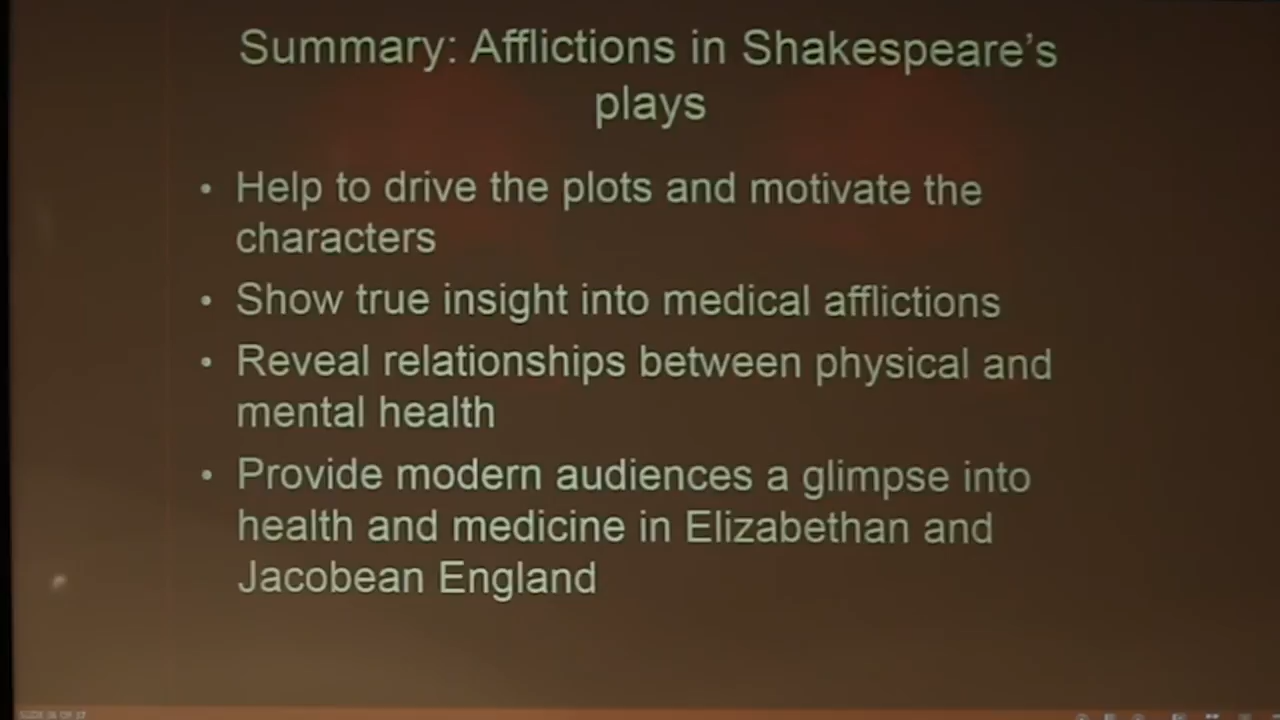 Summary: Afflictions in Shakespeare's
plays
• Help to drive the plots and motivate the
characters
• Show true insight into medical afflictions
• Reveal relationships between physical and
mental health
• Provide modern audiences a glimpse into
health and medicine in Elizabethan and
Jacobean England